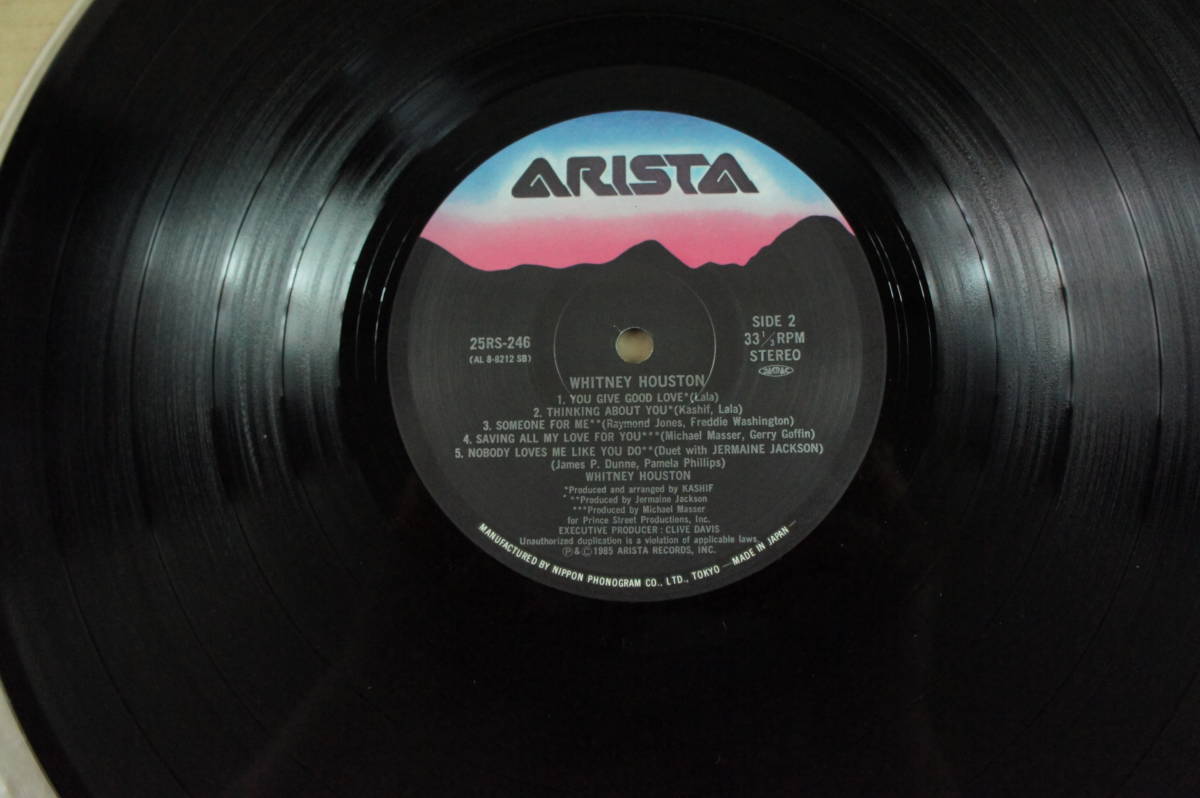 ARISTA
25RS-246
(AL 8-8212 SB)
SIDE 2
33 1/3 RPM
STEREO
WHITNEY HOUSTON
1. YOU GIVE GOOD LOVE*(Lala)
2. THINKING ABOUT YOU*(Kashif, Lala)
3. SOMEONE FOR ME**(Raymond Jones, Freddie Washington)
4. SAVING ALL MY LOVE FOR YOU***(Michael Masser, Gerry Goffin)
5. NOBODY LOVES ME LIKE YOU DO**(Duet with JERMAINE JACKSON)
(James P. Dunne, Pamela Phillips)
WHITNEY HOUSTON
*Produced and arranged by KASHIF
**Produced by Jermaine Jackson
***Produced by Michael Masser
for Prince Street Productions, Inc.
EXECUTIVE PRODUCER : CLIVE DAVIS
Unauthorized duplication is a violation of applicable laws.
Ⓟ&Ⓒ1985 ARISTA RECORDS, INC.
MANUFACTURED BY NIPPON PHONOGRAM CO., LTD., TOKYO —MADE IN JAPAN—